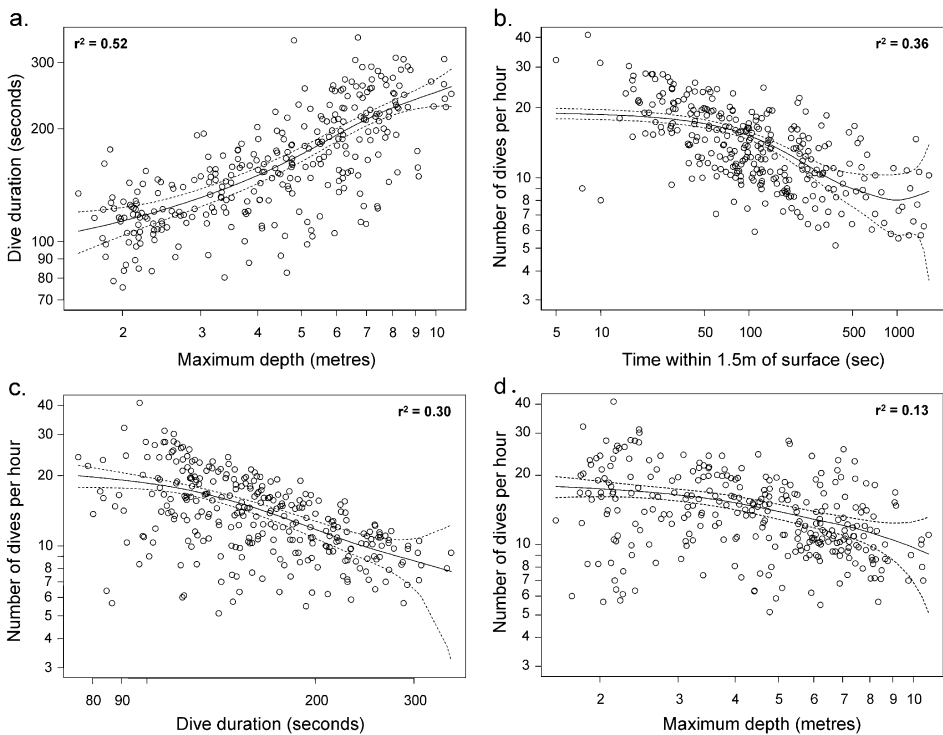 a.
r² = 0.52
Dive duration (seconds)
300
200
100
90
80
70
2 3 4 5 6 7 8 9 10
Maximum depth (metres)
b.
r² = 0.36
Number of dives per hour
40
30
20
10
8
7
6
5
4
3
5 10 50 100 500 1000
Time within 1.5m of surface (sec)
c.
r² = 0.30
Number of dives per hour
40
30
20
10
8
7
6
5
4
3
80 90 200 300
Dive duration (seconds)
d.
r² = 0.13
Number of dives per hour
40
30
20
10
8
7
6
5
4
3
2 3 4 5 6 7 8 9 10
Maximum depth (metres)